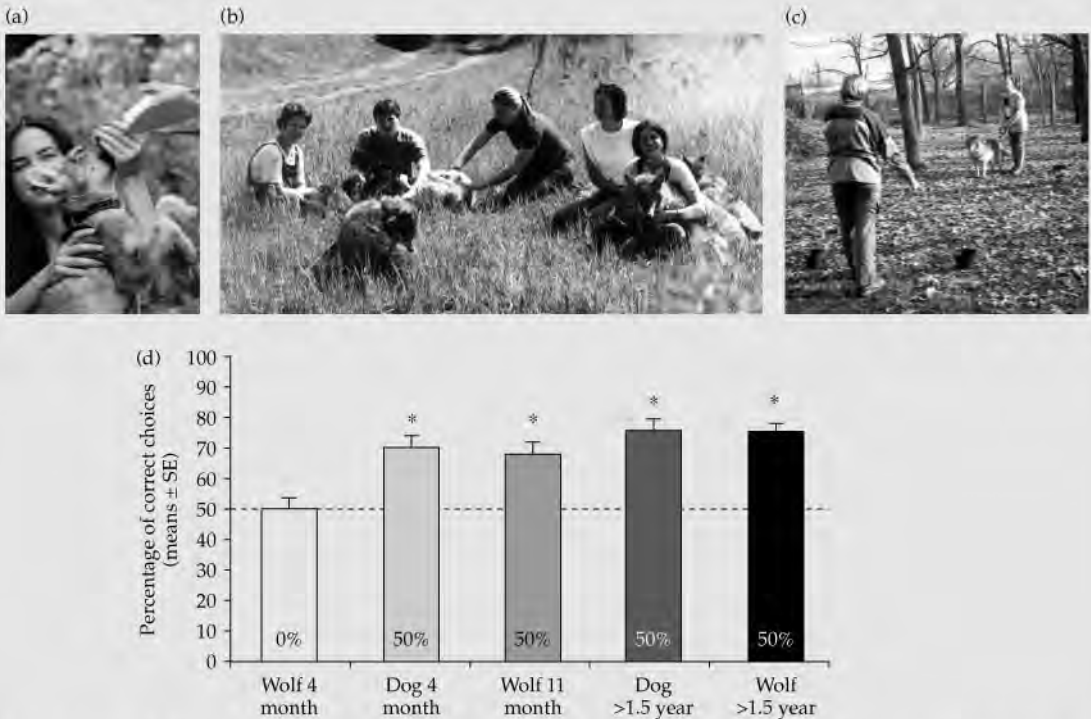 (a)
(b)
(c)
(d)
Percentage of correct choices
(means ± SE)
100
90
80
70
60
50
40
30
20
10
0
*
*
*
*
0%
50%
50%
50%
50%
Wolf 4
month
Dog 4
month
Wolf 11
month
Dog
>1.5 year
Wolf
>1.5 year